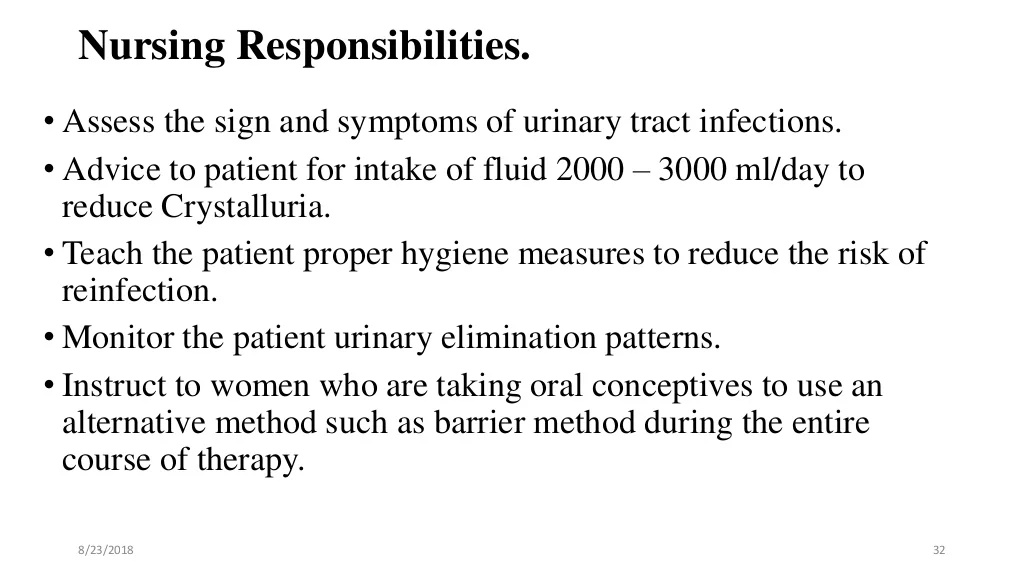 Nursing Responsibilities.
• Assess the sign and symptoms of urinary tract infections.
• Advice to patient for intake of fluid 2000 – 3000 ml/day to
reduce Crystalluria.
• Teach the patient proper hygiene measures to reduce the risk of
reinfection.
• Monitor the patient urinary elimination patterns.
• Instruct to women who are taking oral conceptives to use an
alternative method such as barrier method during the entire
course of therapy.
8/23/2018
32